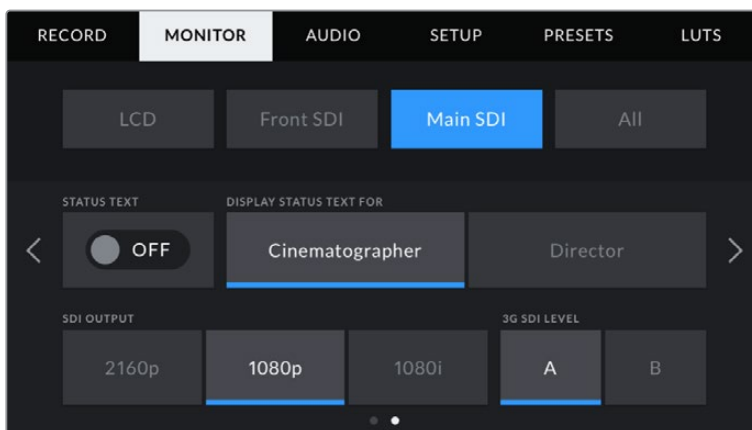 RECORD MONITOR AUDIO SETUP PRESETS LUTS
LCD Front SDI Main SDI All
STATUS TEXT DISPLAY STATUS TEXT FOR
OFF Cinematographer Director
SDI OUTPUT 3G SDI LEVEL
2160p 1080p 1080i A B